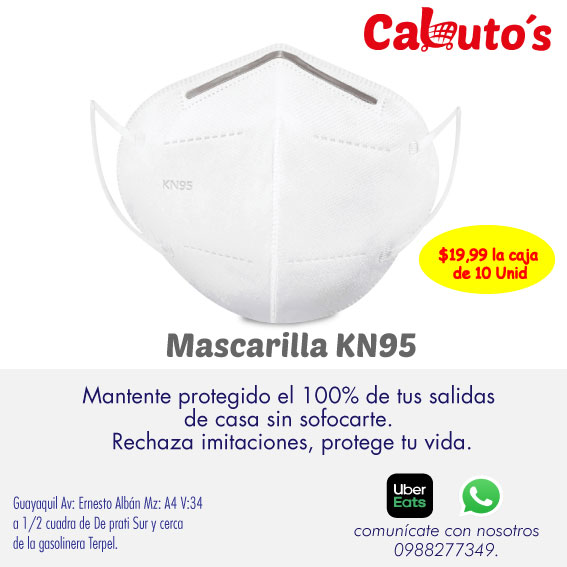 Calbuto´s
KN95
$19,99 la caja
de 10 Unid
Mascarilla KN95
Mantente protegido el 100% de tus salidas
de casa sin sofocarte.
Rechaza imitaciones, protege tu vida.
Guayaquil Av: Ernesto Albán Mz: A4 V:34
a 1/2 cuadra de De prati Sur y cerca
de la gasolinera Terpel.
Uber
Eats
comunícate con nosotros
0988277349.